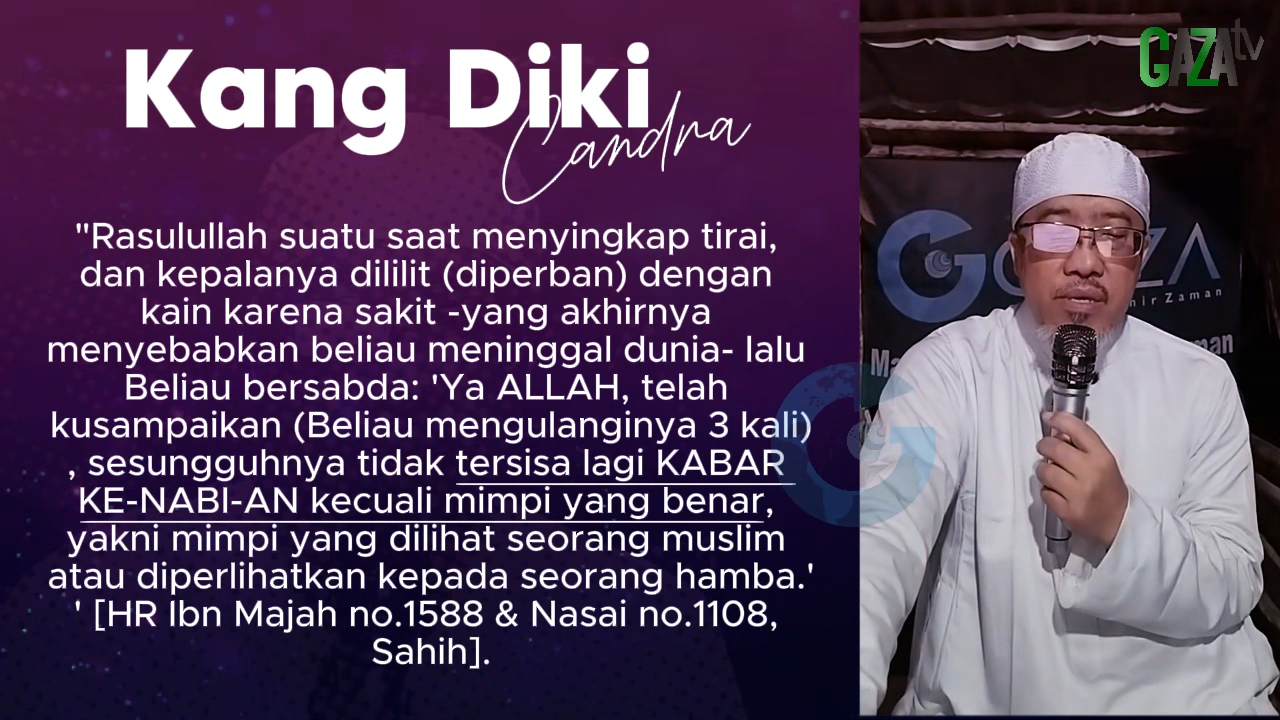 Kang Diki
Candra
"Rasulullah suatu saat menyingkap tirai,
dan kepalanya dililit (diperban) dengan
kain karena sakit -yang akhirnya
menyebabkan beliau meninggal dunia- lalu
Beliau bersabda: 'Ya ALLAH, telah
kusampaikan (Beliau mengulanginya 3 kali)
, sesungguhnya tidak tersisa lagi KABAR
KE-NABI-AN kecuali mimpi yang benar,
yakni mimpi yang dilihat seorang muslim
atau diperlihatkan kepada seorang hamba.'
' [HR Ibn Majah no.1588 & Nasai no.1108,
Sahih].
GAZA tv
Zaman